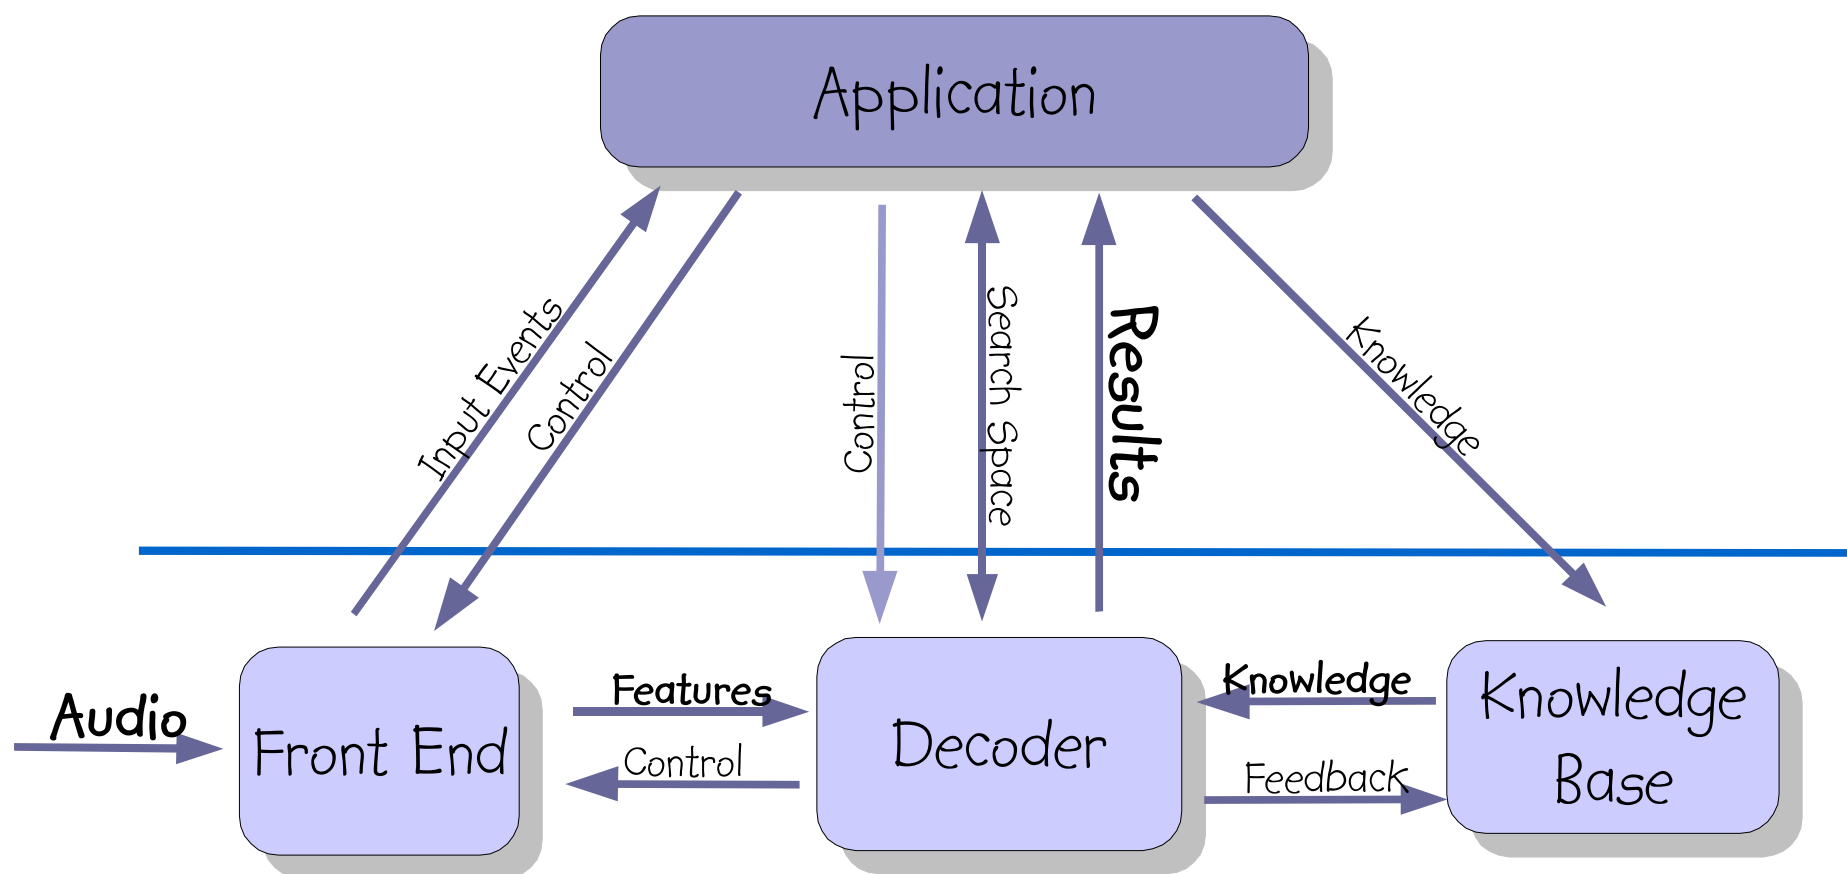 Application
Input Events
Control
Control
Search Space
Results
Knowledge
Audio
Front End
Features
Control
Decoder
Knowledge
Feedback
Knowledge
Base